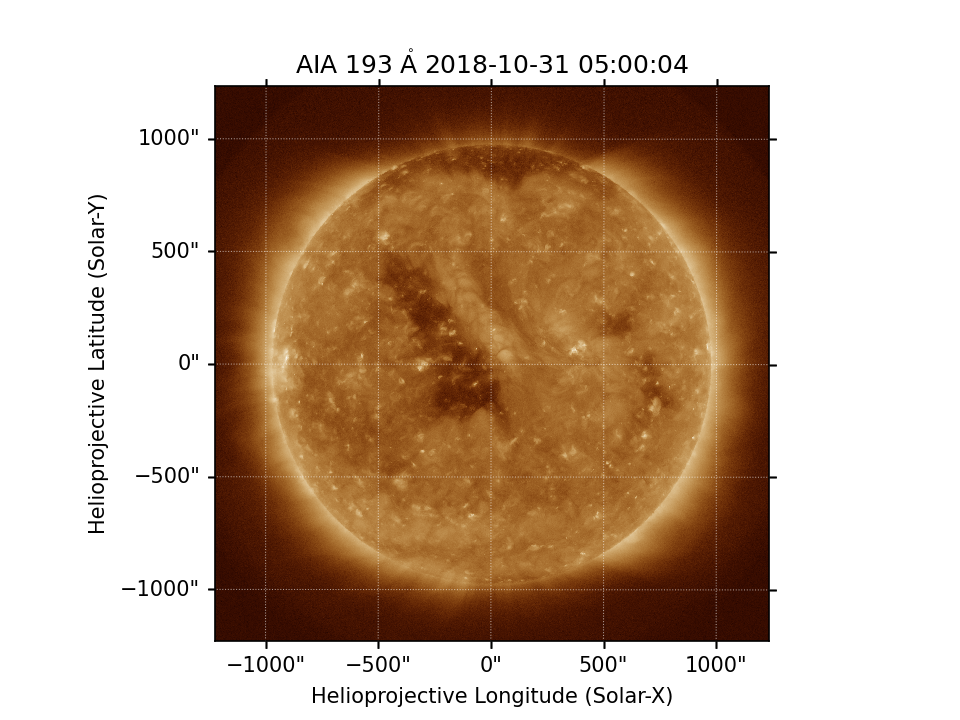 AIA 193 Å 2018-10-31 05:00:04
1000"
500"
0"
−500"
−1000"
Helioprojective Latitude (Solar-Y)
−1000" −500" 0" 500" 1000"
Helioprojective Longitude (Solar-X)